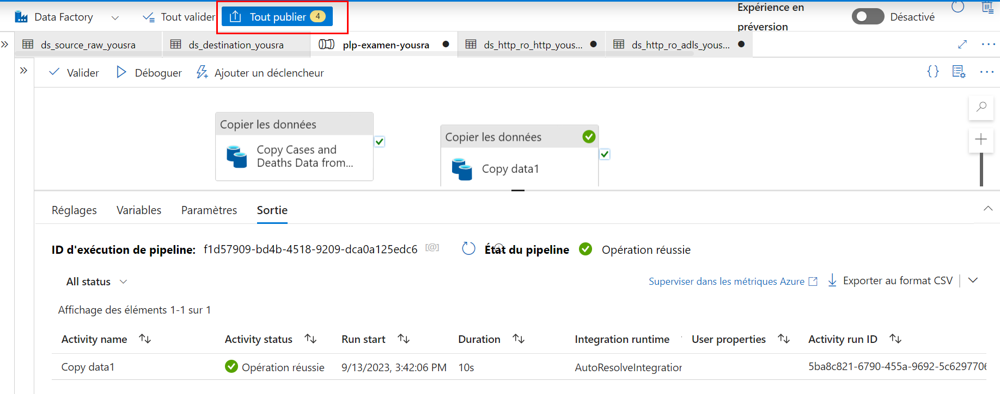 Data Factory
Tout valider
Tout publier 4
Expérience en
préversion
Désactivé
ds_source_raw_yousra
ds_destination_yousra
plp-examen-yousra
ds_http_ro_http_yous...
ds_http_ro_adls_yous...
Valider
Déboguer
Ajouter un déclencheur
Copier les données
Copy Cases and
Deaths Data from...
Copier les données
Copy data1
Réglages
Variables
Paramètres
Sortie
ID d'exécution de pipeline: f1d57909-bd4b-4518-9209-dca0a125edc6 [@]
État du pipeline
Opération réussie
All status
Superviser dans les métriques Azure
Exporter au format CSV
Affichage des éléments 1-1 sur 1
Activity name Activity status Run start Duration Integration runtime User properties Activity run ID
Copy data1 Opération réussie 9/13/2023, 3:42:06 PM 10s AutoResolveIntegration 5ba8c821-6790-455a-9692-5c6297706